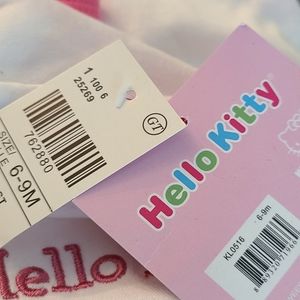 1 100 6
25269
GT
SIZE/
6-9M
762880
Hello Kitty
KL0516
6-9m
Hello